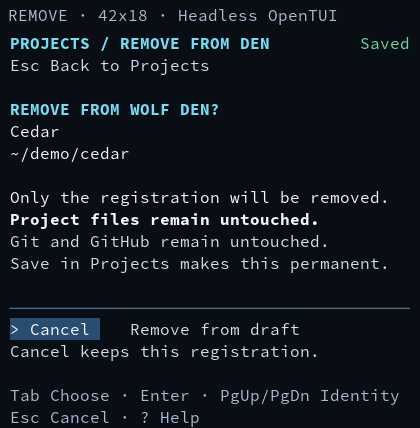 REMOVE · 42x18 · Headless OpenTUI
PROJECTS / REMOVE FROM DEN Saved
Esc Back to Projects
REMOVE FROM WOLF DEN?
Cedar
~/demo/cedar
Only the registration will be removed.
Project files remain untouched.
Git and GitHub remain untouched.
Save in Projects makes this permanent.
> Cancel Remove from draft
Cancel keeps this registration.
Tab Choose · Enter · PgUp/PgDn Identity
Esc Cancel · ? Help